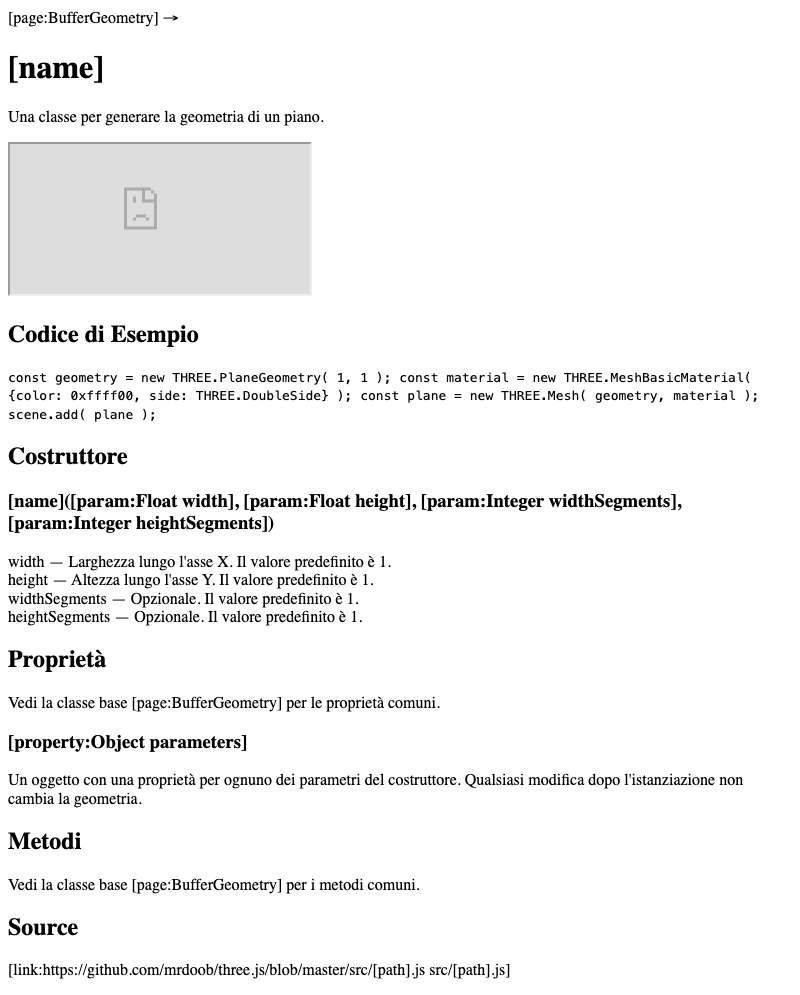 [page:BufferGeometry] →
[name]
Una classe per generare la geometria di un piano.
Codice di Esempio
const geometry = new THREE.PlaneGeometry( 1, 1 ); const material = new THREE.MeshBasicMaterial(
{color: 0xffff00, side: THREE.DoubleSide} ); const plane = new THREE.Mesh( geometry, material );
scene.add( plane );
Costruttore
[name]([param:Float width], [param:Float height], [param:Integer widthSegments],
[param:Integer heightSegments])
width — Larghezza lungo l'asse X. Il valore predefinito è 1.
height — Altezza lungo l'asse Y. Il valore predefinito è 1.
widthSegments — Opzionale. Il valore predefinito è 1.
heightSegments — Opzionale. Il valore predefinito è 1.
Proprietà
Vedi la classe base [page:BufferGeometry] per le proprietà comuni.
[property:Object parameters]
Un oggetto con una proprietà per ognuno dei parametri del costruttore. Qualsiasi modifica dopo l'istanziazione non
cambia la geometria.
Metodi
Vedi la classe base [page:BufferGeometry] per i metodi comuni.
Source
[link:https://github.com/mrdoob/three.js/blob/master/src/[path].js src/[path].js]